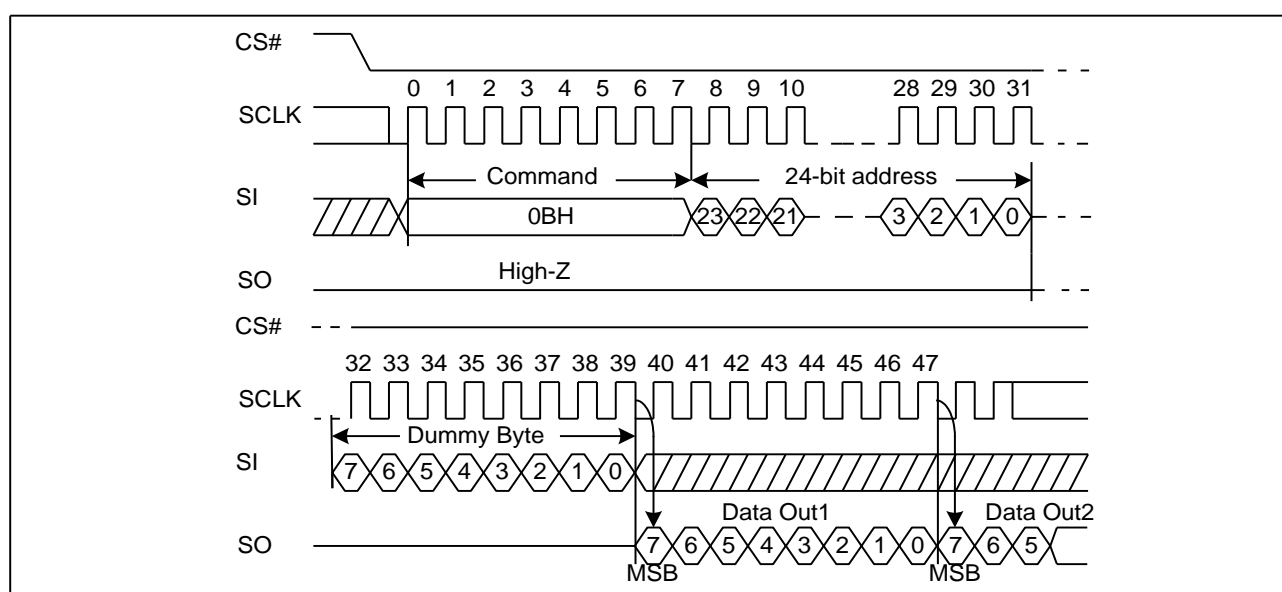 CS#
0 1 2 3 4 5 6 7 8 9 10 28 29 30 31
SCLK
Command 24-bit address
SI
0BH 23 22 21 3 2 1 0
High-Z
SO
CS#
32 33 34 35 36 37 38 39 40 41 42 43 44 45 46 47
SCLK
Dummy Byte
SI
7 6 5 4 3 2 1 0
Data Out1 Data Out2
SO
7 6 5 4 3 2 1 0 7 6 5
MSB MSB